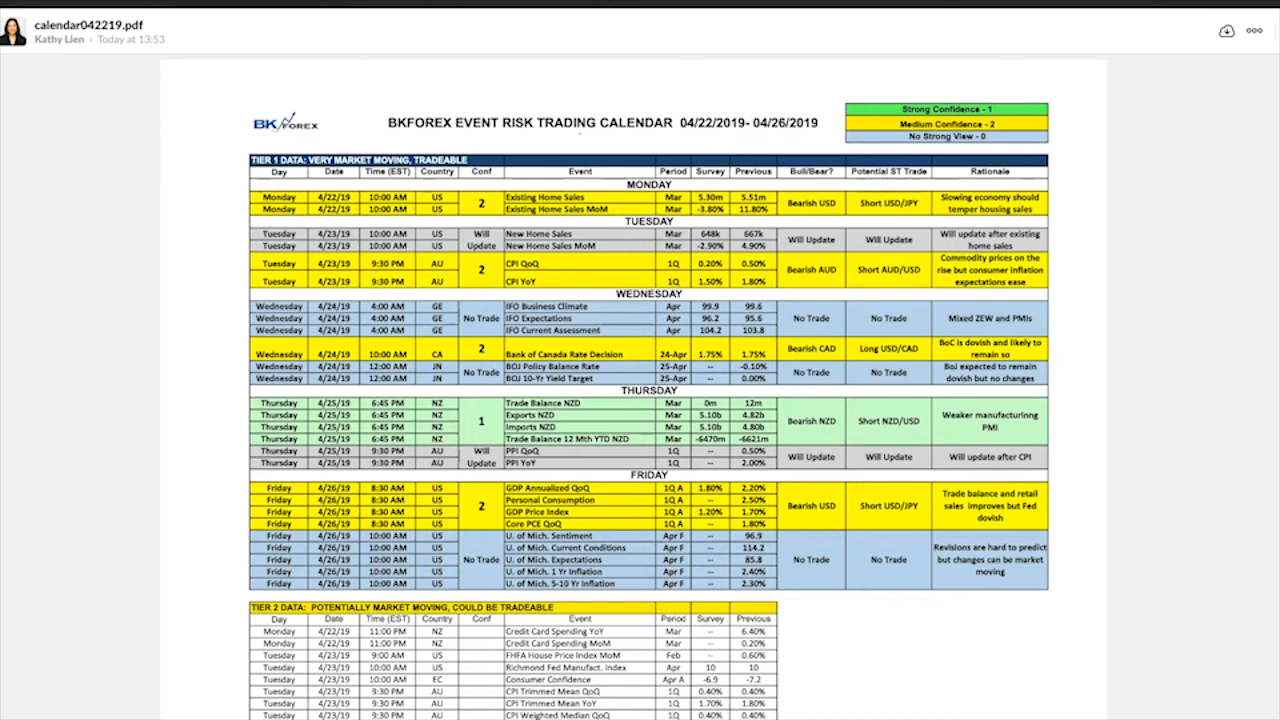 calendar042219.pdf
Kathy Lien • Today at 13:53
BK FOREX
BKFOREX EVENT RISK TRADING CALENDAR 04/22/2019- 04/26/2019
Strong Confidence - 1
Medium Confidence - 2
No Strong View - 0
TIER 1 DATA: VERY MARKET MOVING, TRADEABLE
Day Date Time (EST) Country Conf Event Period Survey Previous Bull/Bear? Potential ST Trade Rationale
MONDAY
Monday 4/22/19 10:00 AM US 2 Existing Home Sales Mar 5.30m 5.51m Bearish USD Short USD/JPY Slowing economy should
Monday 4/22/19 10:00 AM US Existing Home Sales MoM Mar -3.80% 11.80% temper housing sales
TUESDAY
Tuesday 4/23/19 10:00 AM US Will New Home Sales Mar 648k 667k Will Update Will Update Will update after existing
Tuesday 4/23/19 10:00 AM US Update New Home Sales MoM Mar -2.90% 4.90% home sales
Tuesday 4/23/19 9:30 PM AU 2 CPI QoQ 1Q 0.20% 0.50% Bearish AUD Short AUD/USD Commodity prices on the
rise but consumer inflation
Tuesday 4/23/19 9:30 PM AU CPI YoY 1Q 1.50% 1.80% expectations ease
WEDNESDAY
Wednesday 4/24/19 4:00 AM GE IFO Business Climate Apr 99.9 99.6
Wednesday 4/24/19 4:00 AM GE No Trade IFO Expectations Apr 96.2 95.6 No Trade No Trade Mixed ZEW and PMIs
Wednesday 4/24/19 4:00 AM GE IFO Current Assessment Apr 104.2 103.8
2 Bearish CAD Long USD/CAD BoC is dovish and likely to
Wednesday 4/24/19 10:00 AM CA Bank of Canada Rate Decision 24-Apr 1.75% 1.75% remain so
Wednesday 4/24/19 12:00 AM JN No Trade BOJ Policy Balance Rate 25-Apr -- -0.10% No Trade No Trade BoJ expected to remain
Wednesday 4/24/19 12:00 AM JN BOJ 10-Yr Yield Target 25-Apr -- 0.00% dovish but no changes
THURSDAY
Thursday 4/25/19 6:45 PM NZ Trade Balance NZD Mar 0m 12m
Thursday 4/25/19 6:45 PM NZ 1 Exports NZD Mar 5.10b 4.82b Bearish NZD Short NZD/USD Weaker manufacturinng
Thursday 4/25/19 6:45 PM NZ Imports NZD Mar 5.10b 4.80b PMI
Thursday 4/25/19 6:45 PM NZ Trade Balance 12 Mth YTD NZD Mar -6470m -6621m
Thursday 4/25/19 9:30 PM AU Will PPI QoQ 1Q -- 0.50% Will Update Will Update Will update after CPI
Thursday 4/25/19 9:30 PM AU Update PPI YoY 1Q -- 2.00%
FRIDAY
Friday 4/26/19 8:30 AM US GDP Annualized QoQ 1Q A 1.80% 2.20% Trade balance and retail
Friday 4/26/19 8:30 AM US 2 Personal Consumption 1Q A -- 2.50% Bearish USD Short USD/JPY sales improves but Fed
Friday 4/26/19 8:30 AM US GDP Price Index 1Q A 1.20% 1.70% dovish
Friday 4/26/19 8:30 AM US Core PCE QoQ 1Q A -- 1.80%
Friday 4/26/19 10:00 AM US U. of Mich. Sentiment Apr F -- 96.9
Friday 4/26/19 10:00 AM US U. of Mich. Current Conditions Apr F -- 114.2 Revisions are hard to predict
Friday 4/26/19 10:00 AM US No Trade U. of Mich. Expectations Apr F -- 85.8 No Trade No Trade but changes can be market
Friday 4/26/19 10:00 AM US U. of Mich. 1 Yr Inflation Apr F -- 2.40% moving
Friday 4/26/19 10:00 AM US U. of Mich. 5-10 Yr Inflation Apr F -- 2.30%
TIER 2 DATA: POTENTIALLY MARKET MOVING, COULD BE TRADEABLE
Day Date Time (EST) Country Conf Event Period Survey Previous
Monday 4/22/19 11:00 PM NZ Credit Card Spending YoY Mar -- 6.40%
Monday 4/22/19 11:00 PM NZ Credit Card Spending MoM Mar -- 0.20%
Tuesday 4/23/19 9:00 AM US FHFA House Price Index MoM Feb -- 0.60%
Tuesday 4/23/19 10:00 AM US Richmond Fed Manufact. Index Apr 10 10
Tuesday 4/23/19 10:00 AM EC Consumer Confidence Apr A -6.9 -7.2
Tuesday 4/23/19 9:30 PM AU CPI Trimmed Mean QoQ 1Q 0.40% 0.40%
Tuesday 4/23/19 9:30 PM AU CPI Trimmed Mean YoY 1Q 1.70% 1.80%
Tuesday 4/23/19 9:30 PM AU CPI Weighted Median QoQ 1Q 0.40% 0.40%